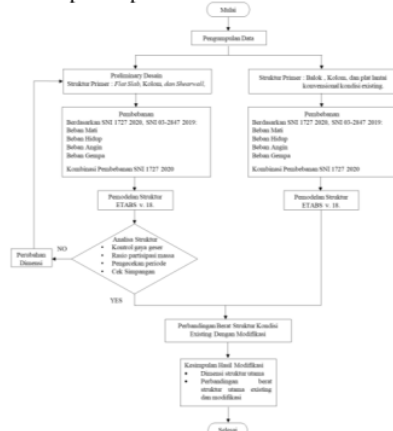 Mulai
Pengumpulan Data
Preliminary Desain
Struktur Primer : Flat Slab, Kolom, dan Shearwall,
Struktur Primer : Balok , Kolom, dan plat lantai
konvensional kondisi existing.
Pembebanan
Berdasarkan SNI 1727 2020, SNI 03-2847 2019:
Beban Mati
Beban Hidup
Beban Angin
Beban Gempa
Kombinasi Pembebanan SNI 1727 2020
Pembebanan
Berdasarkan SNI 1727 2020, SNI 03-2847 2019:
Beban Mati
Beban Hidup
Beban Angin
Beban Gempa
Kombinasi Pembebanan SNI 1727 2020
Pemodelan Struktur
ETABS v. 18.
Pemodelan Struktur
ETABS v. 18.
Perubahan
Dimensi
NO
Analisa Struktur
• Kontrol gaya geser
• Rasio partisipasi massa
• Pengecekan periode
• Cek Simpangan
YES
Perbandingan Berat Struktur Kondisi
Existing Dengan Modifikasi
Kesimpulan Hasil Modifikasi
• Dimensi struktur utama
• Perbandingan berat
struktur utama existing
dan modifikasi
Selesai